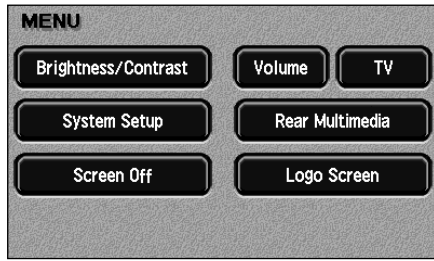 MENU
Brightness/Contrast Volume TV
System Setup Rear Multimedia
Screen Off Logo Screen